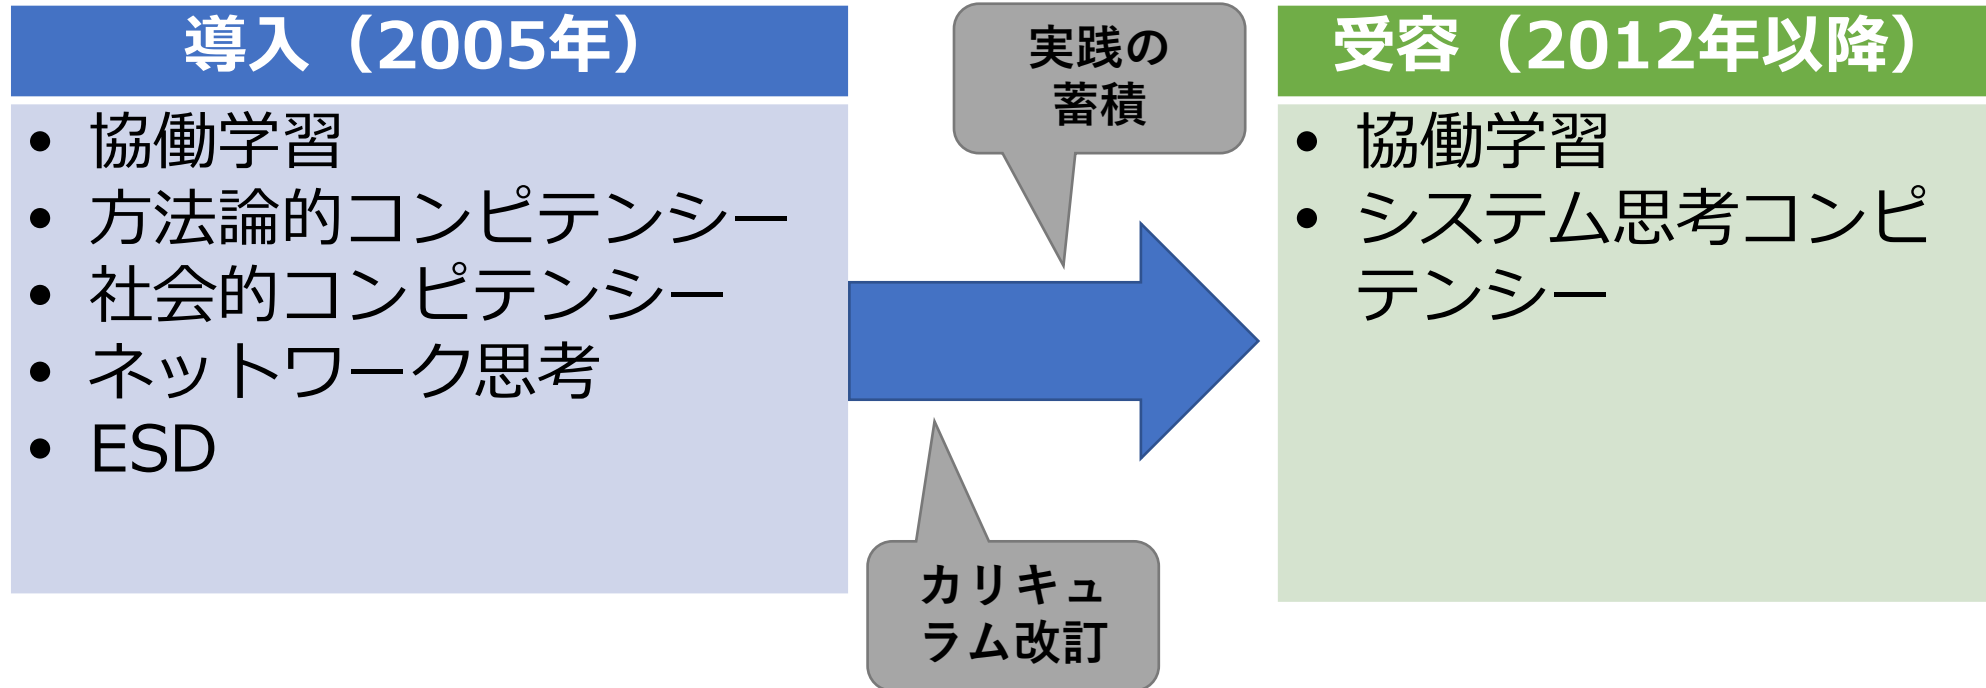 導入（2005年）
• 協働学習
• 方法論的コンピテンシー
• 社会的コンピテンシー
• ネットワーク思考
• ESD
実践の
蓄積
カリキュ
ラム改訂
受容（2012年以降）
• 協働学習
• システム思考コンピ
テンシー